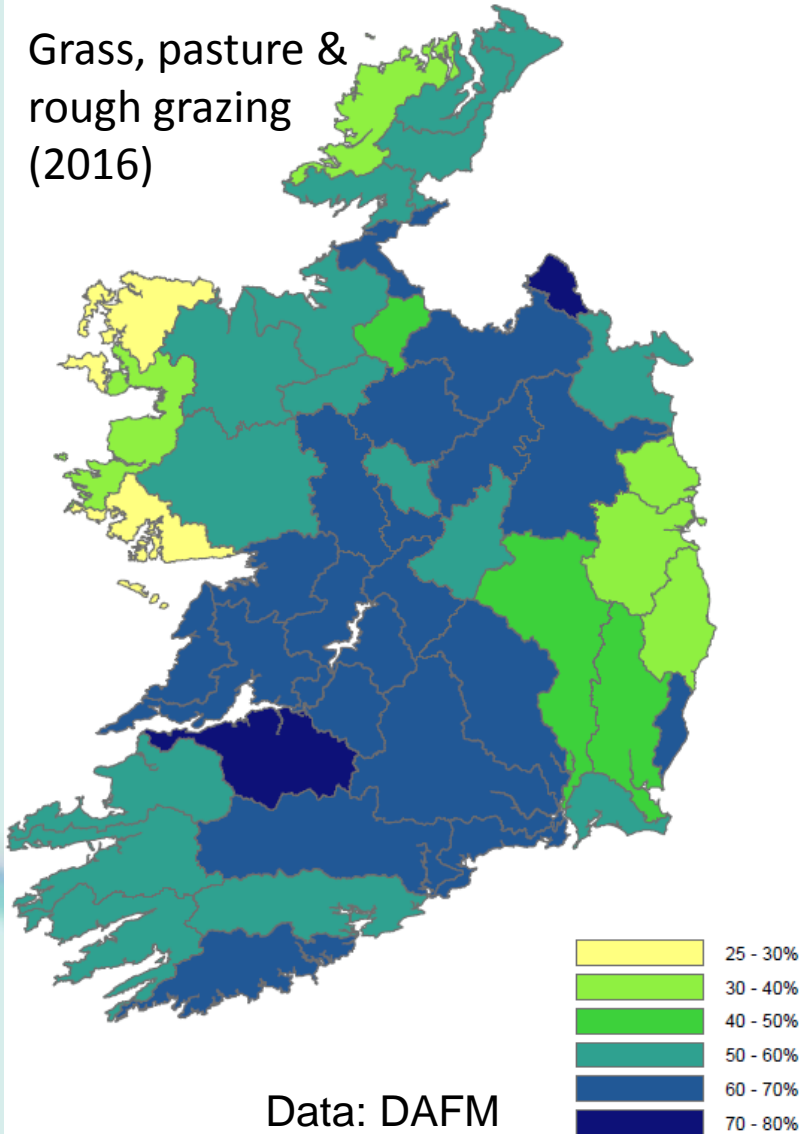 Grass, pasture &
rough grazing
(2016)
25 - 30%
30 - 40%
40 - 50%
50 - 60%
60 - 70%
70 - 80%
Data: DAFM